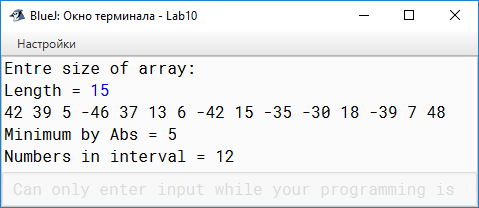 BlueJ: Окно терминала - Lab10
Настройки
Entre size of array:
Length = 15
42 39 5 -46 37 13 6 -42 15 -35 -30 18 -39 7 48
Minimum by Abs = 5
Numbers in interval = 12
Can only enter input while your programming is